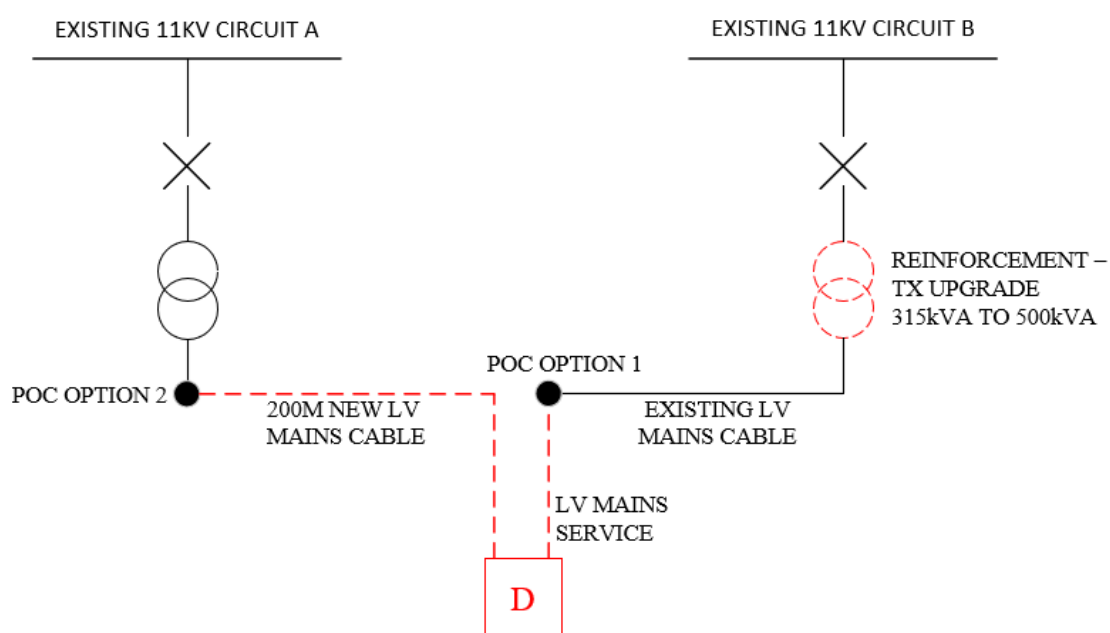 EXISTING 11KV CIRCUIT A
EXISTING 11KV CIRCUIT B
REINFORCEMENT –
TX UPGRADE
315kVA TO 500kVA
POC OPTION 1
POC OPTION 2
200M NEW LV
MAINS CABLE
EXISTING LV
MAINS CABLE
LV MAINS
SERVICE
D